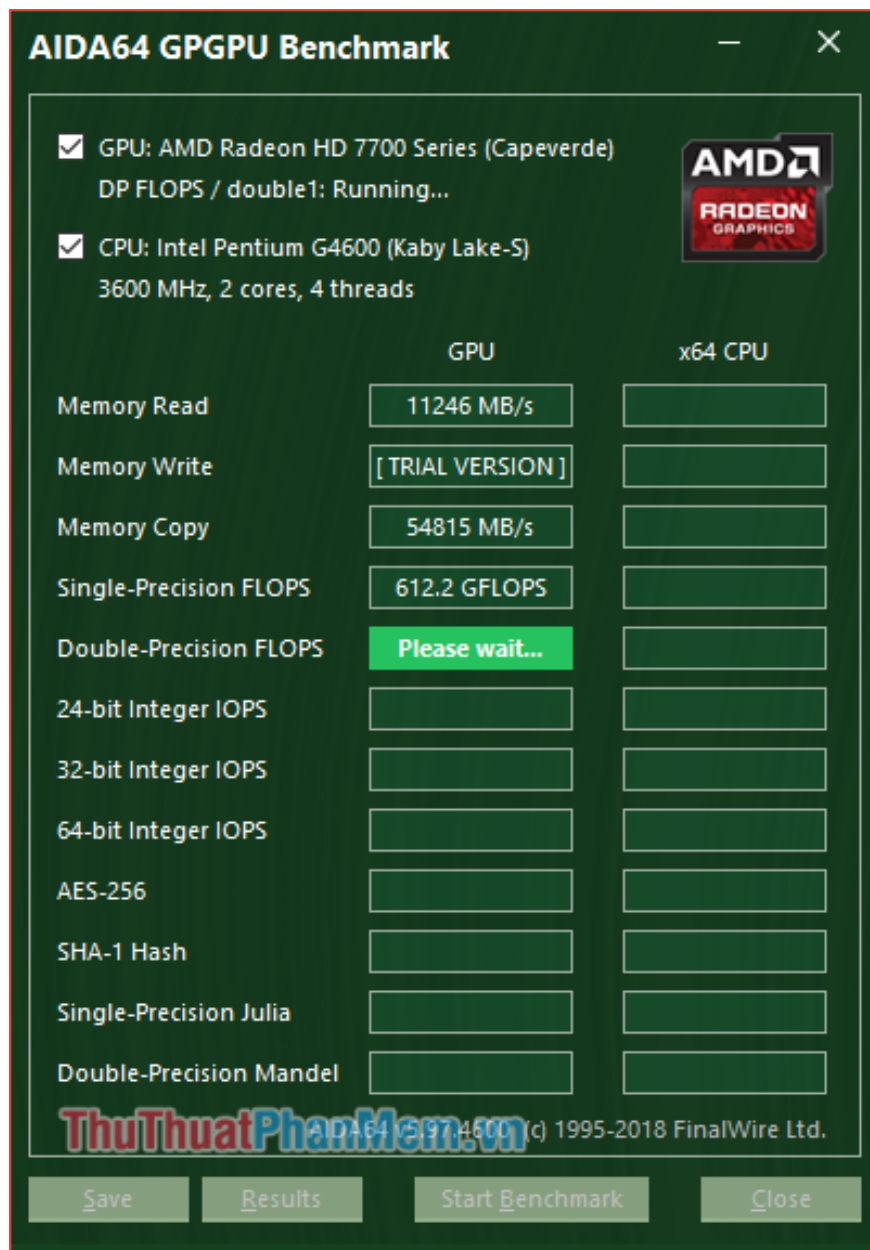 AIDA64 GPGPU Benchmark
GPU: AMD Radeon HD 7700 Series (Capeverde)
DP FLOPS / double1: Running...
AMD
RADEON
GRAPHICS
CPU: Intel Pentium G4600 (Kaby Lake-S)
3600 MHz, 2 cores, 4 threads
GPU x64 CPU
Memory Read 11246 MB/s
Memory Write [ TRIAL VERSION ]
Memory Copy 54815 MB/s
Single-Precision FLOPS 612.2 GFLOPS
Double-Precision FLOPS Please wait...
24-bit Integer IOPS
32-bit Integer IOPS
64-bit Integer IOPS
AES-256
SHA-1 Hash
Single-Precision Julia
Double-Precision Mandel
ThuThuatPhanMem.vn
AIDA64 v5.97.4600 (c) 1995-2018 FinalWire Ltd.
Save Results Start Benchmark Close